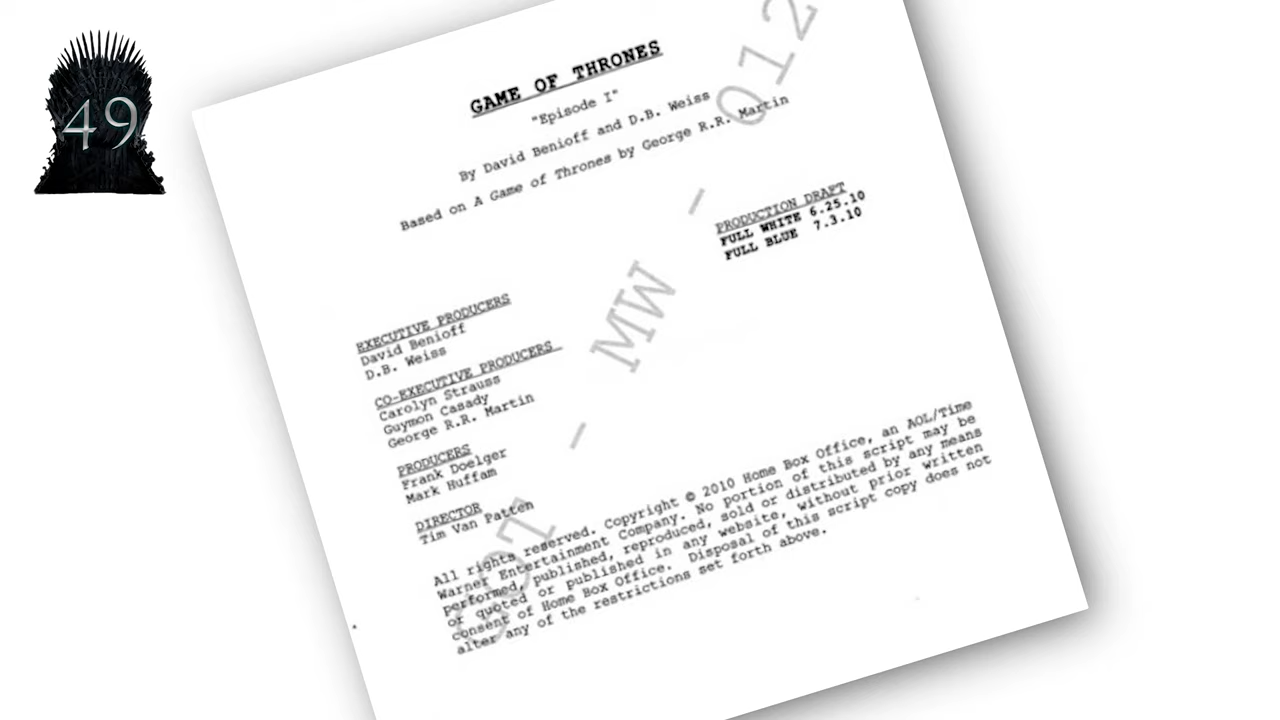 49
GAME OF THRONES
"Episode I"
By David Benioff and D.B. Weiss
Based on A Game of Thrones by George R.R. Martin
PRODUCTION DRAFT
FULL WHITE 6.25.10
FULL BLUE 7.3.10
EXECUTIVE PRODUCERS
David Benioff
D.B. Weiss
CO-EXECUTIVE PRODUCERS
Carolyn Strauss
Guymon Casady
George R.R. Martin
PRODUCERS
Frank Doelger
Mark Huffam
DIRECTOR
Tim Van Patten
All rights reserved. Copyright © 2010 Home Box Office, an AOL/Time
Warner Entertainment Company. No portion of this script may be
performed, published, reproduced, sold or distributed by any means
or quoted or published in any website, without prior written
consent of Home Box Office. Disposal of this script copy does not
alter any of the restrictions set forth above.
GOT - MW - 012